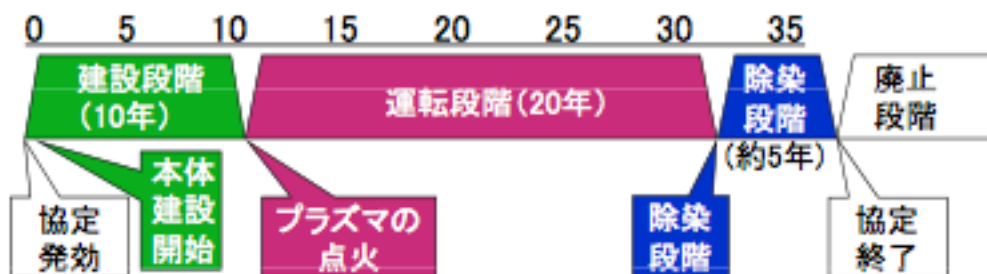 0 5 10 15 20 25 30 35
建設段階
(10年)
運転段階(20年)
除染
段階
(約5年)
廃止
段階
協定
発効
本体
建設
開始
プラズマの
点火
除染
段階
協定
終了